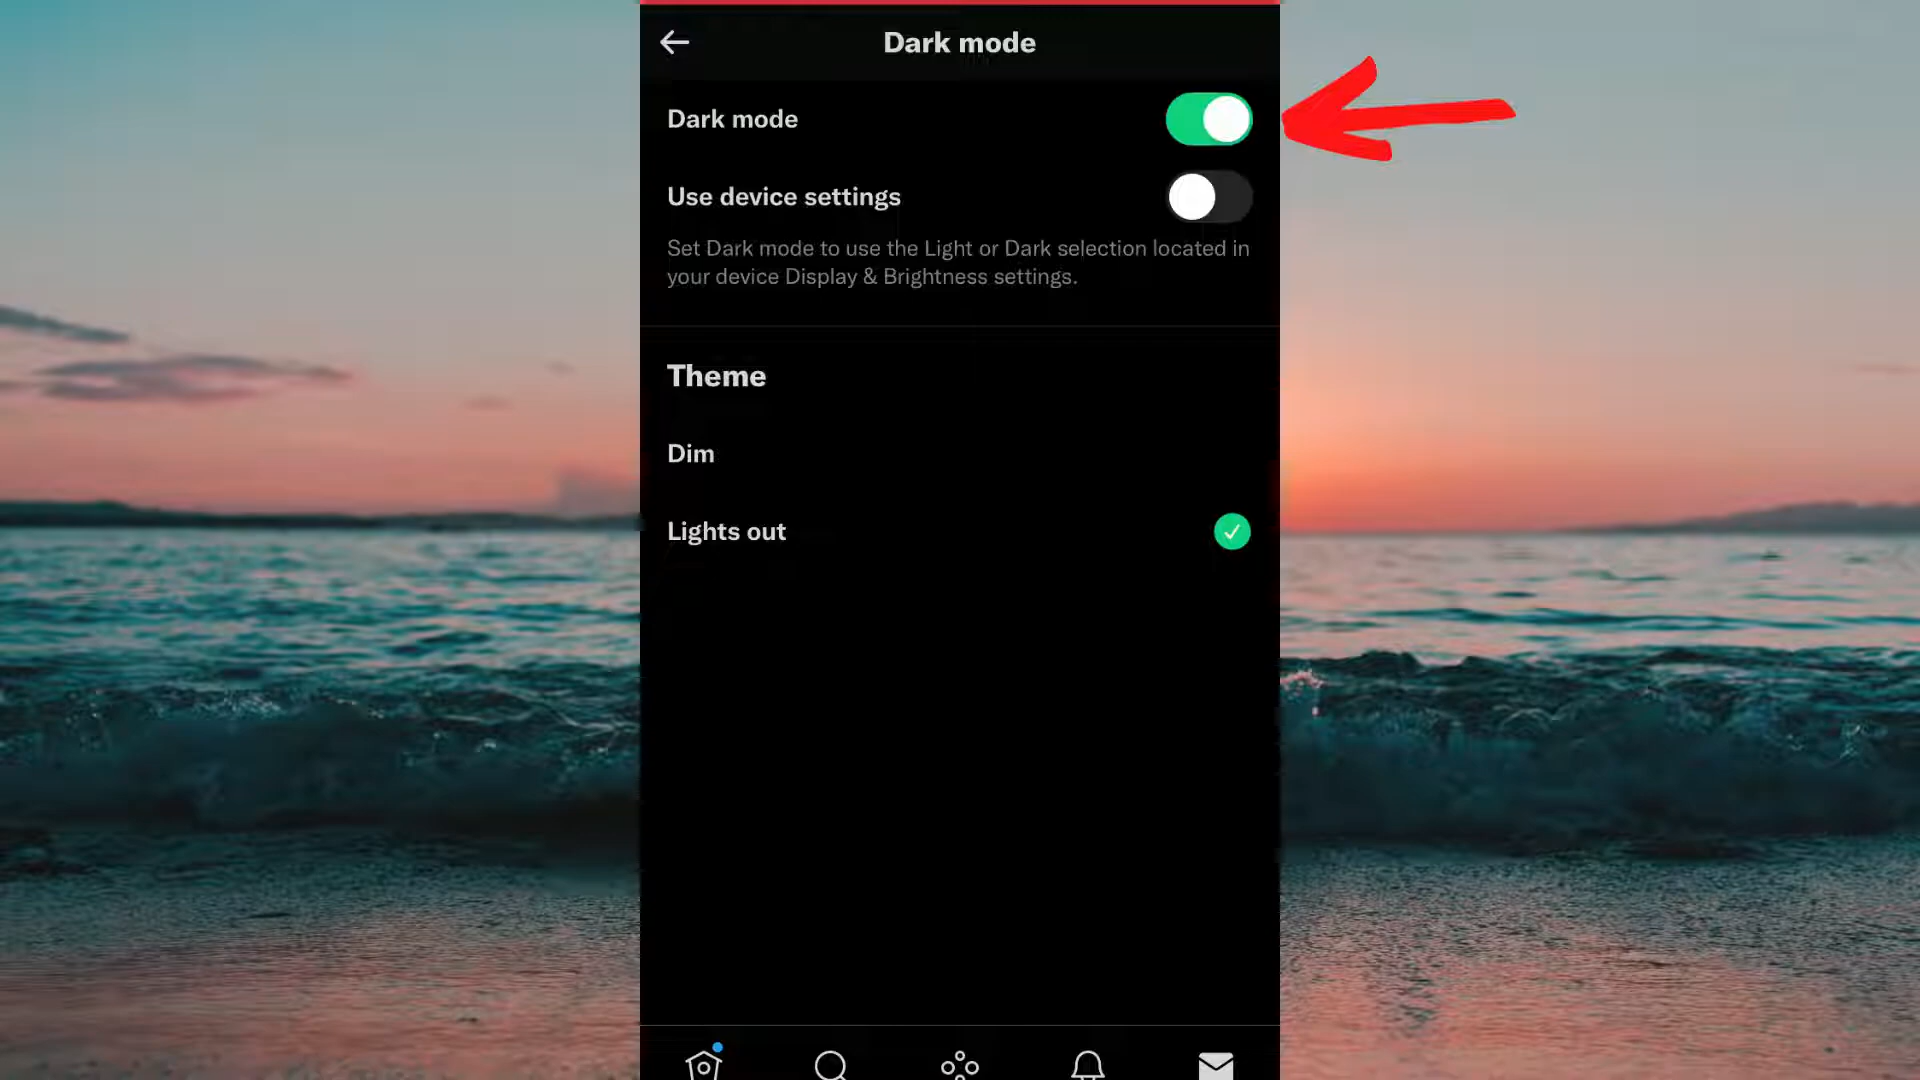 Dark mode
Dark mode
Use device settings
Set Dark mode to use the Light or Dark selection located in
your device Display & Brightness settings.
Theme
Dim
Lights out